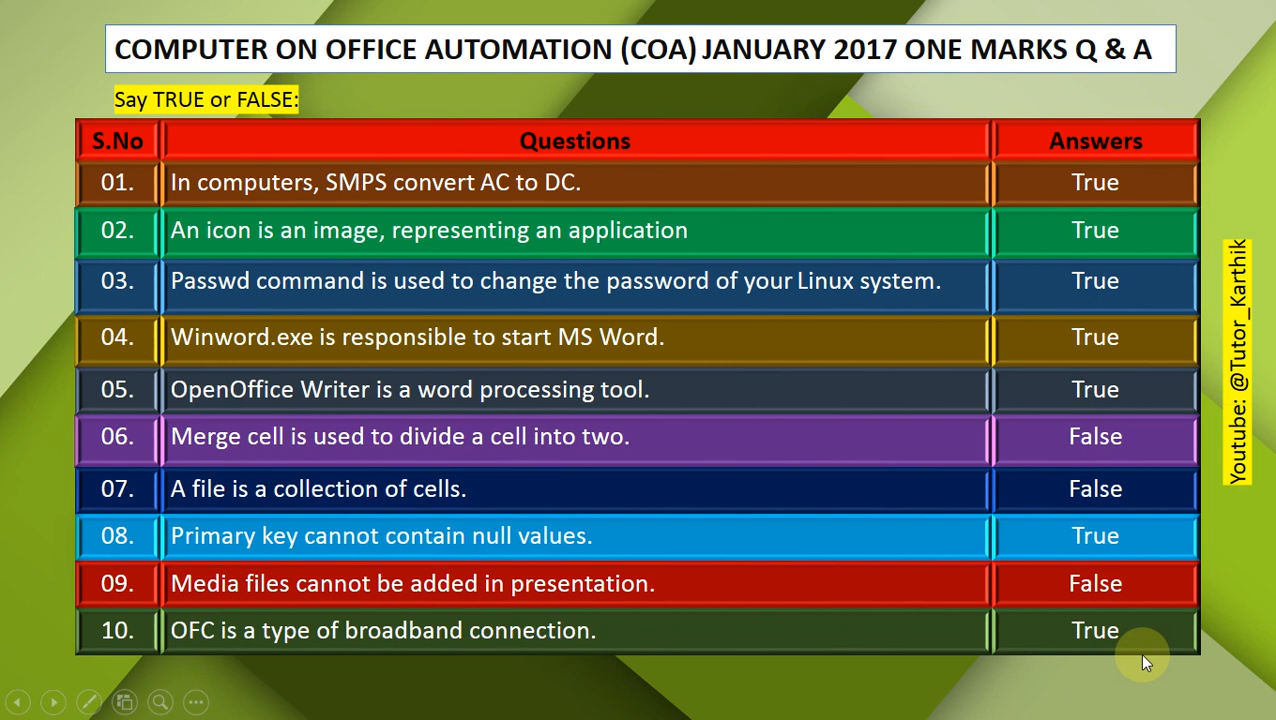 COMPUTER ON OFFICE AUTOMATION (COA) JANUARY 2017 ONE MARKS Q & A
Say TRUE or FALSE:
S.No Questions Answers
01. In computers, SMPS convert AC to DC. True
02. An icon is an image, representing an application True
03. Passwd command is used to change the password of your Linux system. True
04. Winword.exe is responsible to start MS Word. True
05. OpenOffice Writer is a word processing tool. True
06. Merge cell is used to divide a cell into two. False
07. A file is a collection of cells. False
08. Primary key cannot contain null values. True
09. Media files cannot be added in presentation. False
10. OFC is a type of broadband connection. True
Youtube: @Tutor_Karthik